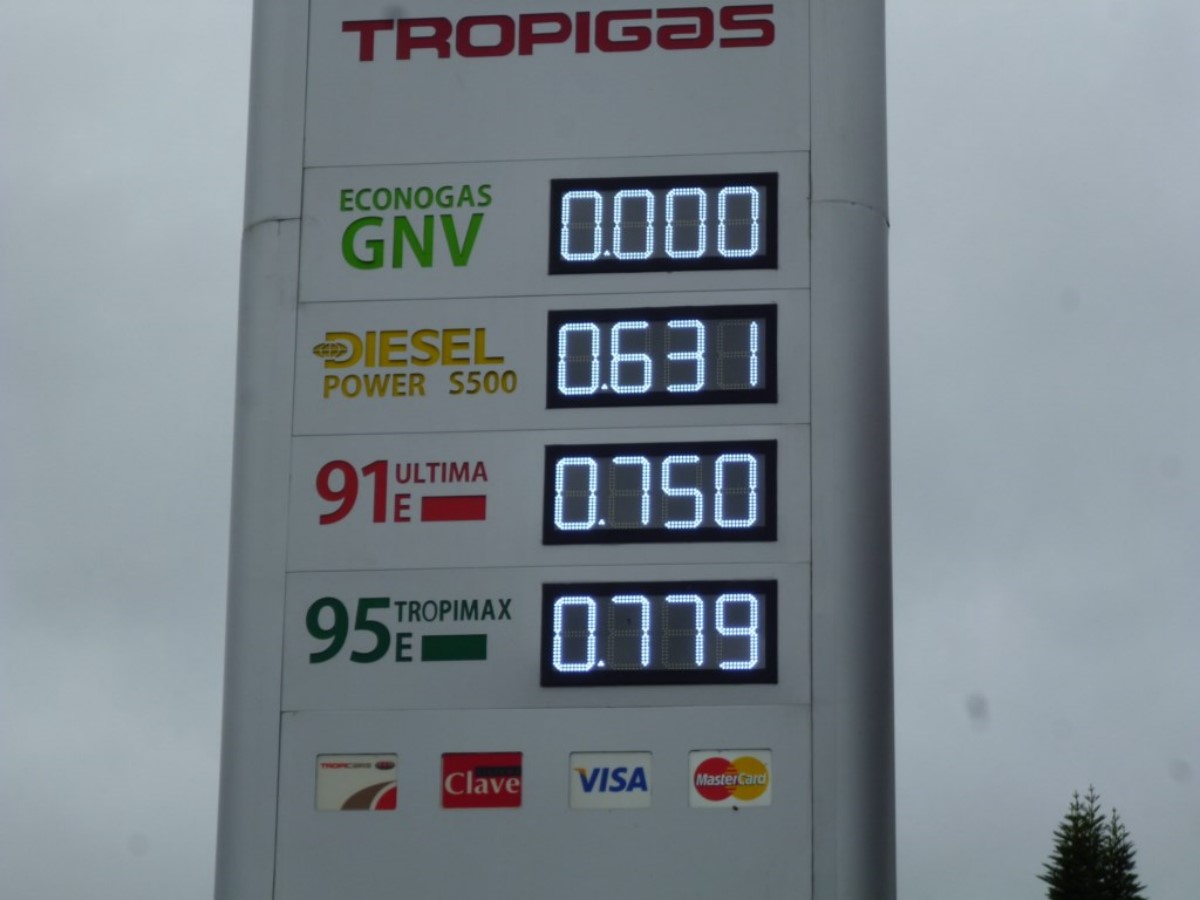 TROPIGAS
ECONOGAS
GNV
0.000
DIESEL
POWER S500
0.631
91 ULTIMA
E
0.750
95 TROPIMAX
E
0.779
TROPIGAS
Clave
VISA
MasterCard